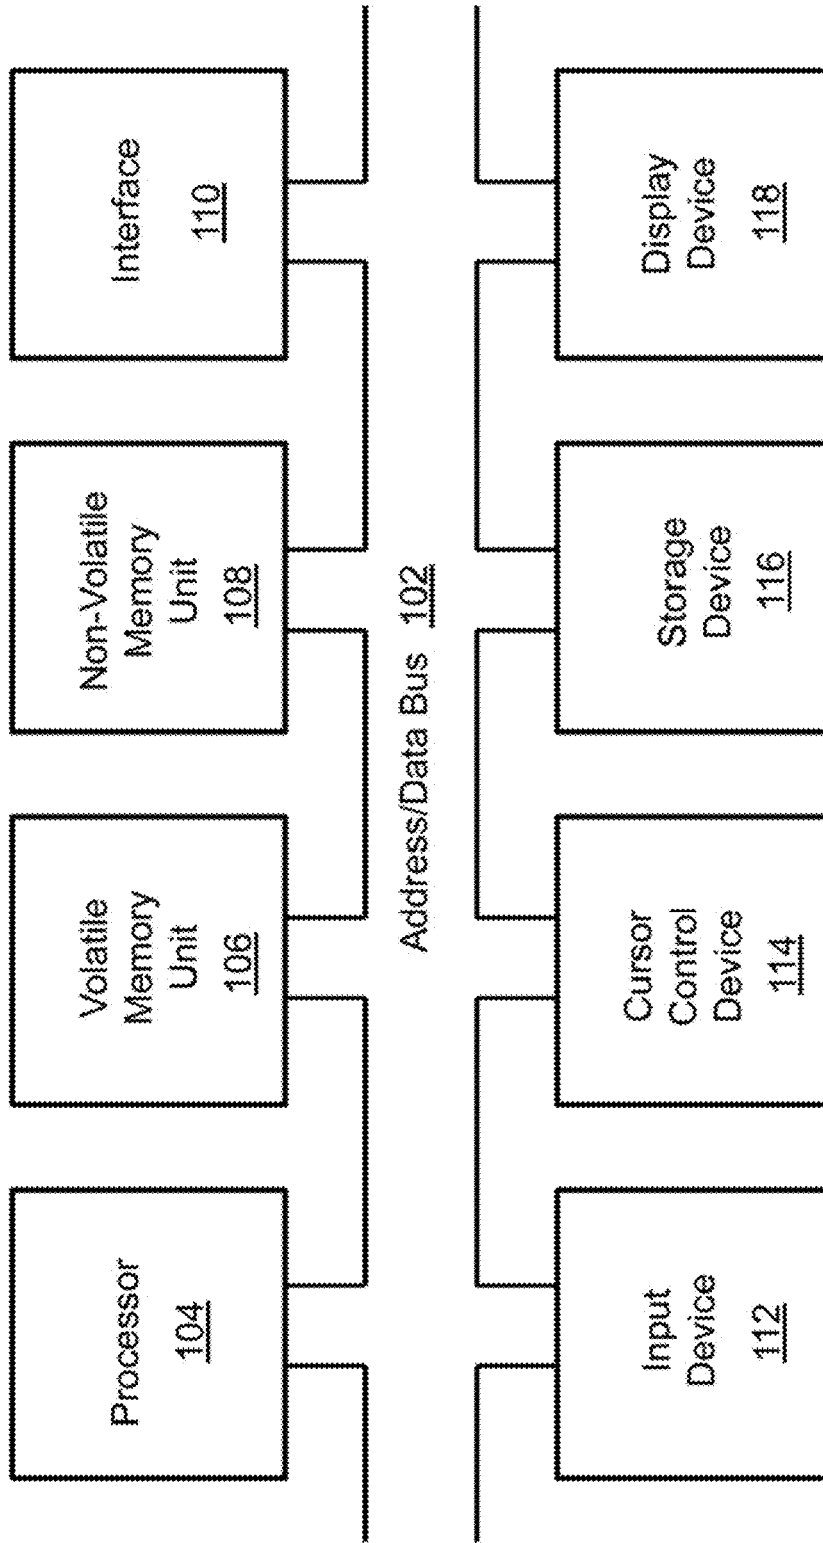 Processor
104
Volatile
Memory
Unit
106
Non-Volatile
Memory
Unit
108
Interface
110
Address/Data Bus 102
Input
Device
112
Cursor
Control
Device
114
Storage
Device
116
Display
Device
118